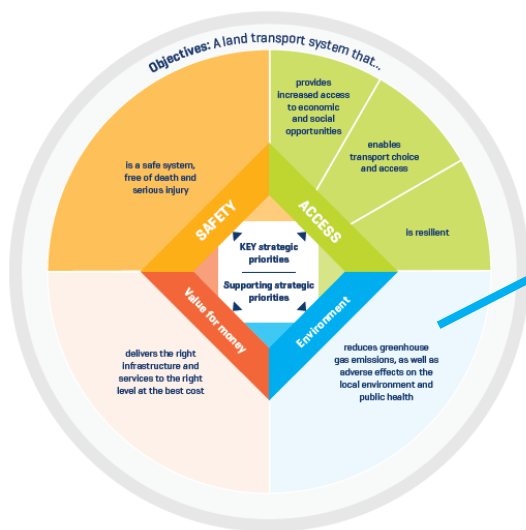 Objectives: A land transport system that...
provides
increased access
to economic
and social
opportunities
enables
transport choice
and access
is resilient
is a safe system,
free of death and
serious injury
SAFETY
ACCESS
KEY strategic
priorities
Supporting strategic
priorities
Value for money
Environment
delivers the right
infrastructure and
services to the right
level at the best cost
reduces greenhouse
gas emissions, as well as
adverse effects on the
local environment and
public health